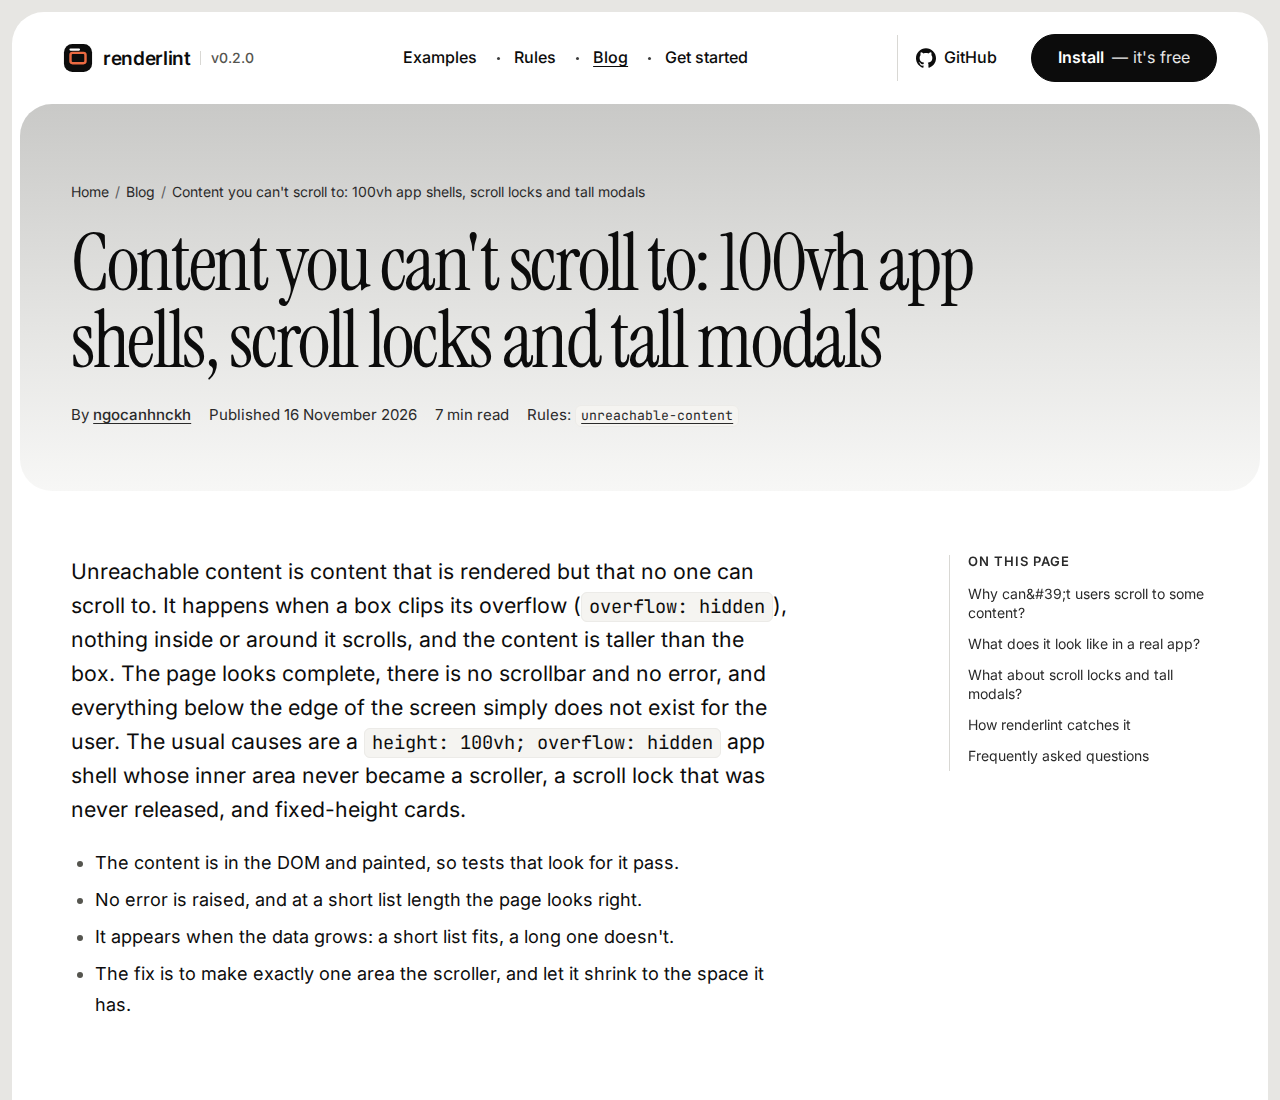 renderlint v0.2.0
Examples · Rules · Blog · Get started
GitHub
Install — it's free
Home / Blog / Content you can't scroll to: 100vh app shells, scroll locks and tall modals
Content you can't scroll to: 100vh app
shells, scroll locks and tall modals
By ngocanhnckh Published 16 November 2026 7 min read Rules: unreachable-content
Unreachable content is content that is rendered but that no one can
scroll to. It happens when a box clips its overflow (overflow: hidden),
nothing inside or around it scrolls, and the content is taller than the
box. The page looks complete, there is no scrollbar and no error, and
everything below the edge of the screen simply does not exist for the
user. The usual causes are a height: 100vh; overflow: hidden app
shell whose inner area never became a scroller, a scroll lock that was
never released, and fixed-height cards.
• The content is in the DOM and painted, so tests that look for it pass.
• No error is raised, and at a short list length the page looks right.
• It appears when the data grows: a short list fits, a long one doesn't.
• The fix is to make exactly one area the scroller, and let it shrink to the space it
has.
ON THIS PAGE
Why can&#39;t users scroll to some
content?
What does it look like in a real app?
What about scroll locks and tall
modals?
How renderlint catches it
Frequently asked questions